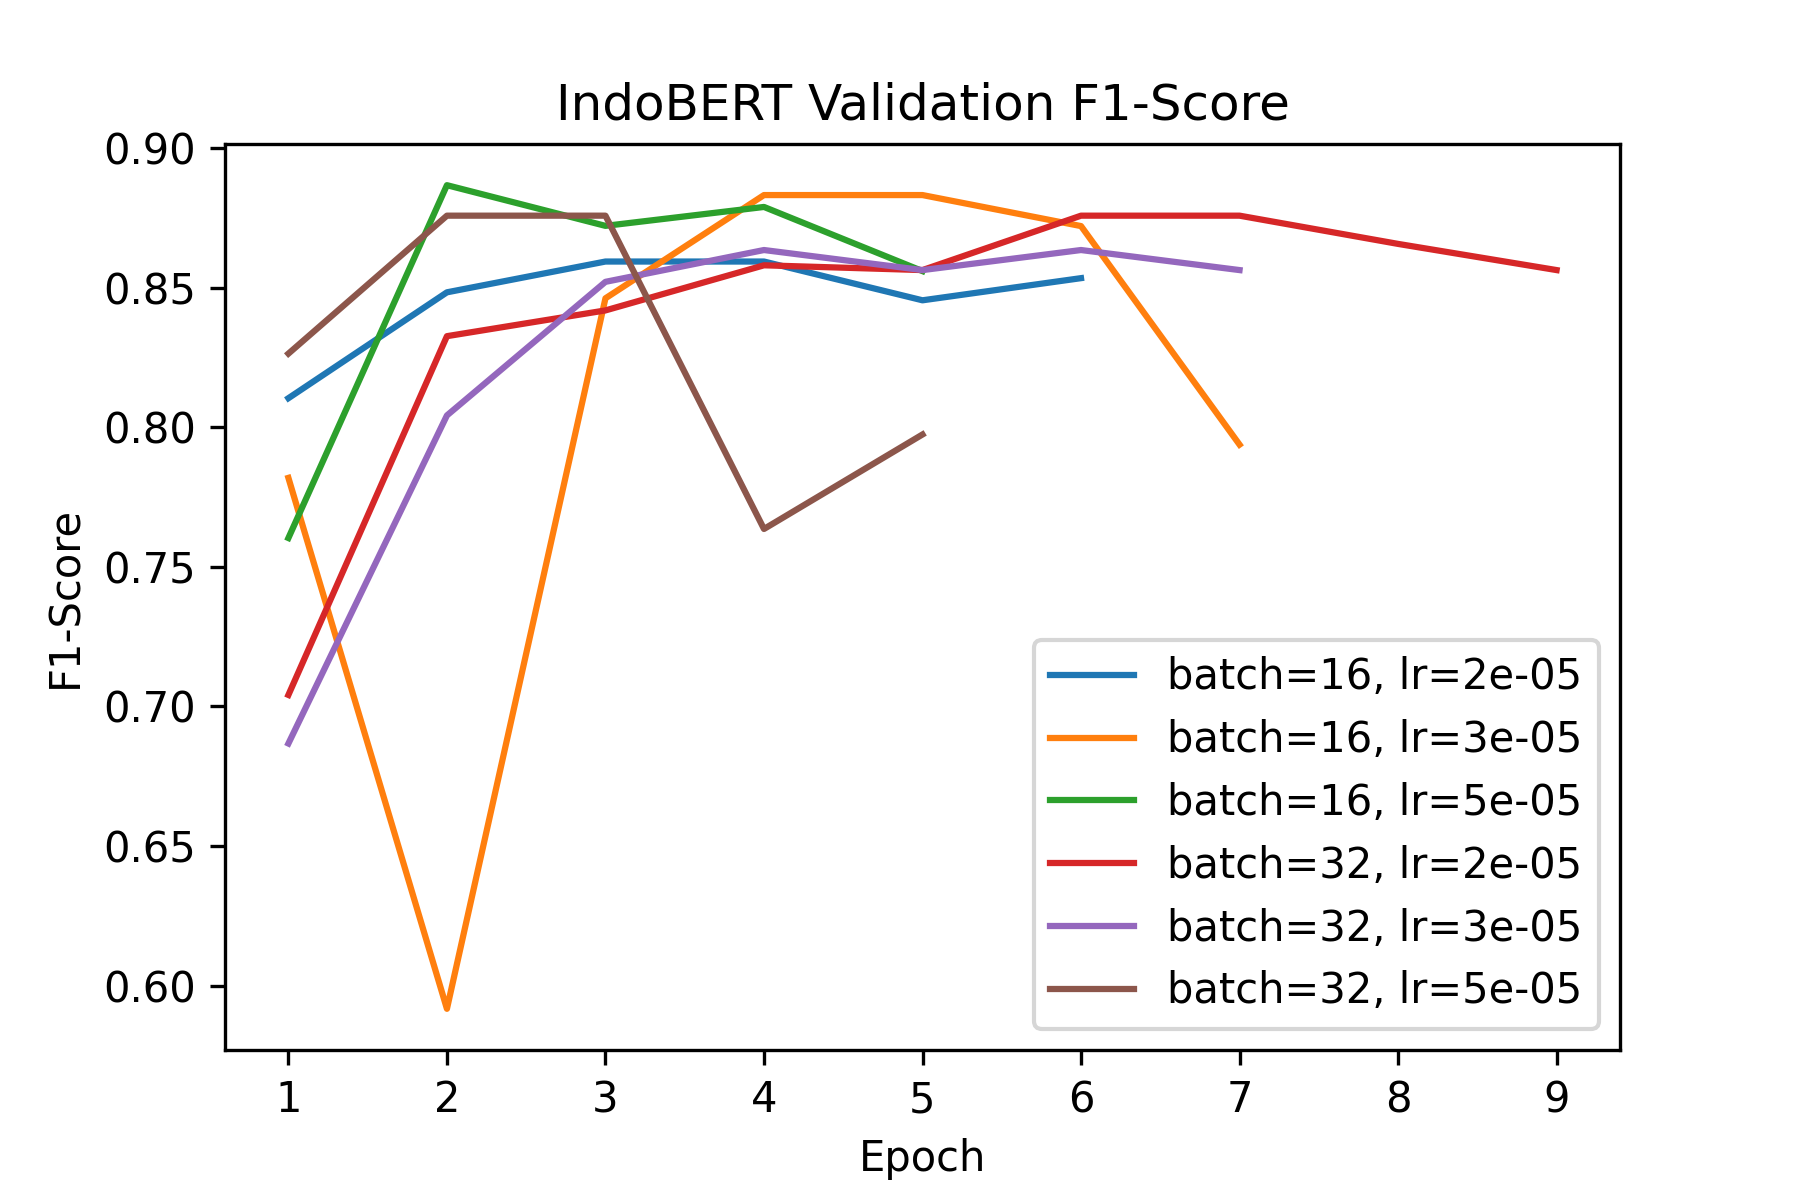 IndoBERT Validation F1-Score
0.90
0.85
0.80
0.75
0.70
0.65
0.60
F1-Score
batch=16, lr=2e-05
batch=16, lr=3e-05
batch=16, lr=5e-05
batch=32, lr=2e-05
batch=32, lr=3e-05
batch=32, lr=5e-05
1 2 3 4 5 6 7 8 9
Epoch